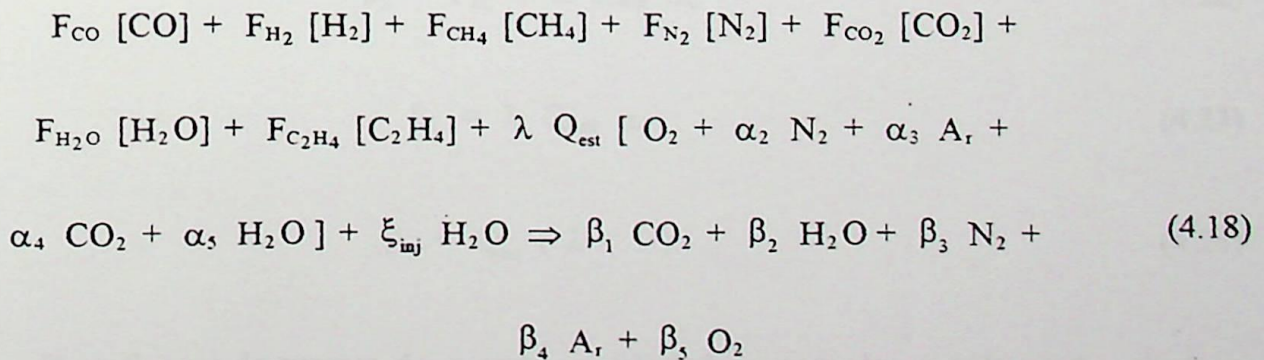 F_CO [CO] + F_H₂ [H₂] + F_CH₄ [CH₄] + F_N₂ [N₂] + F_CO₂ [CO₂] +
F_H₂O [H₂O] + F_C₂H₄ [C₂H₄] + λ Q_est [ O₂ + α₂ N₂ + α₃ A_r +
α₄ CO₂ + α₅ H₂O ] + ξ_inj H₂O ⇒ β₁ CO₂ + β₂ H₂O + β₃ N₂ + (4.18)
β₄ A_r + β₅ O₂